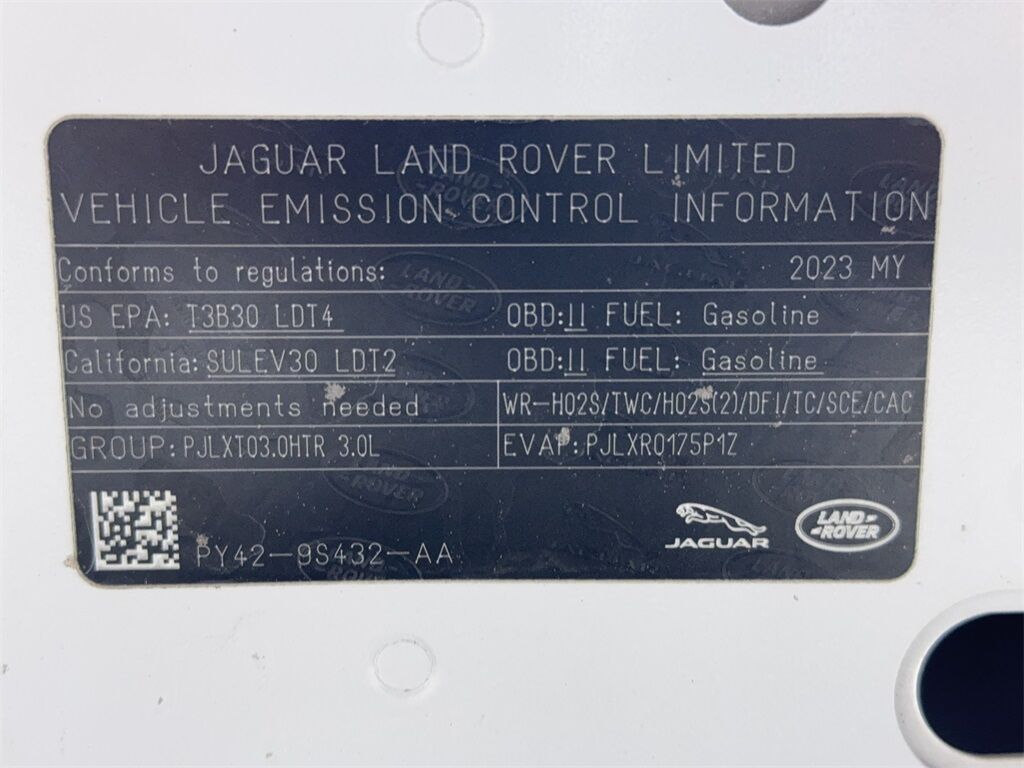 JAGUAR LAND ROVER LIMITED
VEHICLE EMISSION CONTROL INFORMATION
Conforms to regulations: 2023 MY
US EPA: T3B30 LDT4 OBD:II FUEL: Gasoline
California: SULEV30 LDT2 OBD:II FUEL: Gasoline
No adjustments needed WR-HO2S/TWC/HO2S(2)/DFI/TC/SCE/CAC
GROUP: PJLXT03.0HTR 3.0L EVAP: PJLXR0175P1Z
PY42-9S432-AA
JAGUAR
LAND-
-ROVER